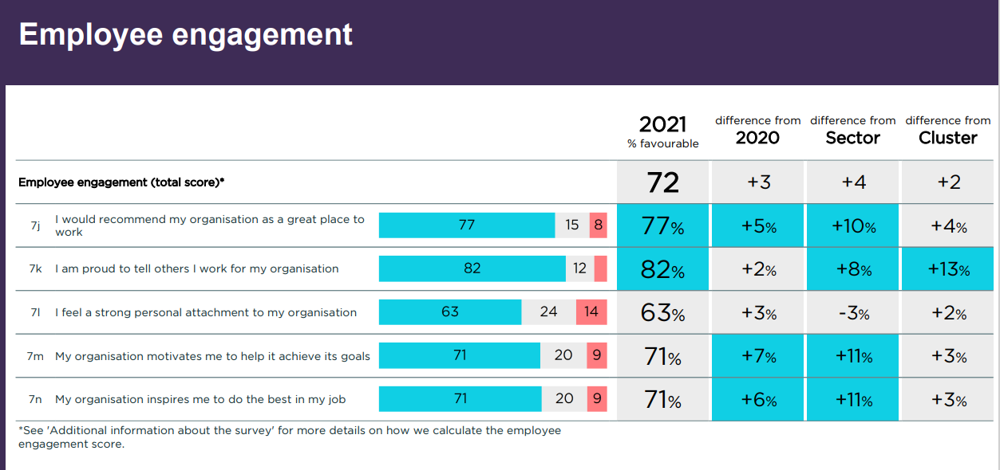 Employee engagement
2021
% favourable
difference from
2020
difference from
Sector
difference from
Cluster
Employee engagement (total score)*
72
+3
+4
+2
7j I would recommend my organisation as a great place to
work
77 15 8
77% +5% +10% +4%
7k I am proud to tell others I work for my organisation
82 12
82% +2% +8% +13%
7l I feel a strong personal attachment to my organisation
63 24 14
63% +3% -3% +2%
7m My organisation motivates me to help it achieve its goals
71 20 9
71% +7% +11% +3%
7n My organisation inspires me to do the best in my job
71 20 9
71% +6% +11% +3%
*See 'Additional information about the survey' for more details on how we calculate the employee
engagement score.